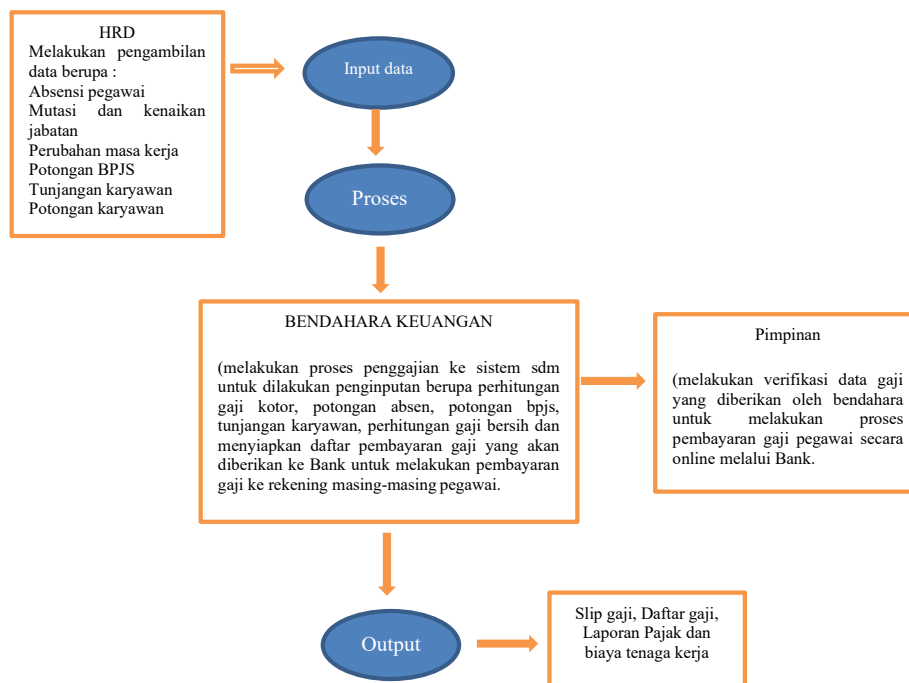 HRD
Melakukan pengambilan
data berupa :
Absensi pegawai
Mutasi dan kenaikan
jabatan
Perubahan masa kerja
Potongan BPJS
Tunjangan karyawan
Potongan karyawan
Input data
Proses
BENDAHARA KEUANGAN
(melakukan proses penggajian ke sistem sdm
untuk dilakukan penginputan berupa perhitungan
gaji kotor, potongan absen, potongan bpjs,
tunjangan karyawan, perhitungan gaji bersih dan
menyiapkan daftar pembayaran gaji yang akan
diberikan ke Bank untuk melakukan pembayaran
gaji ke rekening masing-masing pegawai.
Pimpinan
(melakukan verifikasi data gaji
yang diberikan oleh bendahara
untuk melakukan proses
pembayaran gaji pegawai secara
online melalui Bank.
Output
Slip gaji, Daftar gaji,
Laporan Pajak dan
biaya tenaga kerja